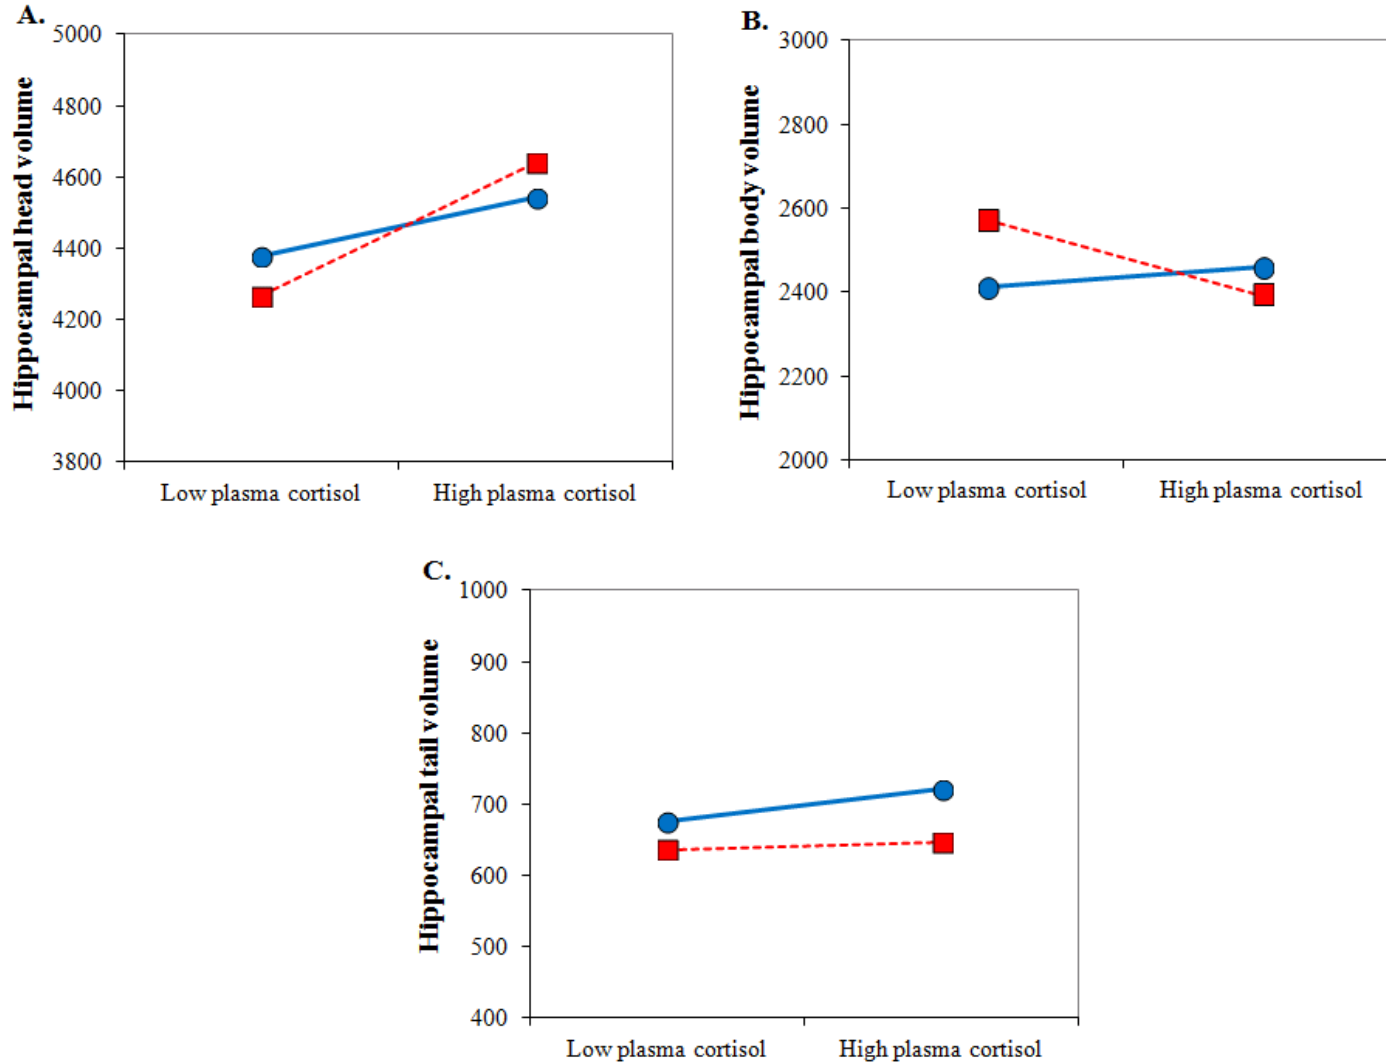 A.
Hippocampal head volume
5000
4800
4600
4400
4200
4000
3800
Low plasma cortisol
High plasma cortisol
B.
Hippocampal body volume
3000
2800
2600
2400
2200
2000
Low plasma cortisol
High plasma cortisol
C.
Hippocampal tail volume
1000
900
800
700
600
500
400
Low plasma cortisol
High plasma cortisol